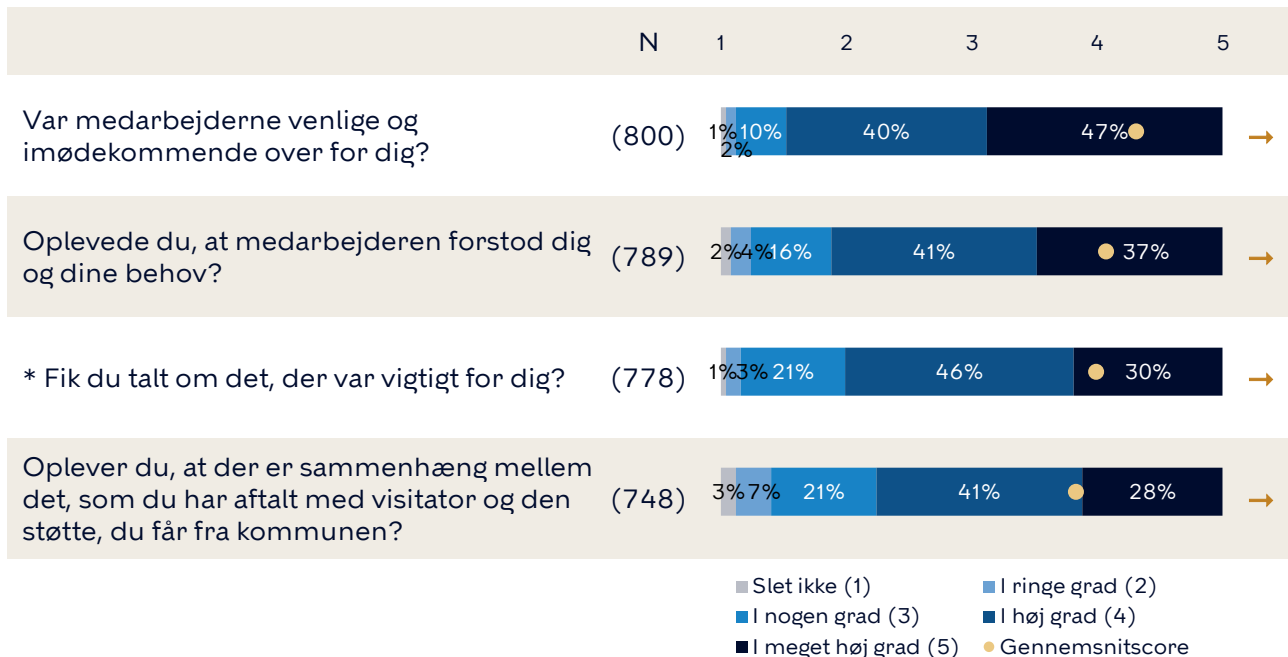 N 1 2 3 4 5
Var medarbejderne venlige og
imødekommende over for dig?
(800) 1% 2% 10% 40% 47% →
Oplevede du, at medarbejderen forstod dig
og dine behov?
(789) 2% 4% 16% 41% 37% →
* Fik du talt om det, der var vigtigt for dig? (778) 1% 3% 21% 46% 30% →
Oplever du, at der er sammenhæng mellem
det, som du har aftalt med visitator og den
støtte, du får fra kommunen?
(748) 3% 7% 21% 41% 28% →
Slet ikke (1) I ringe grad (2)
I nogen grad (3) I høj grad (4)
I meget høj grad (5) Gennemsnitscore